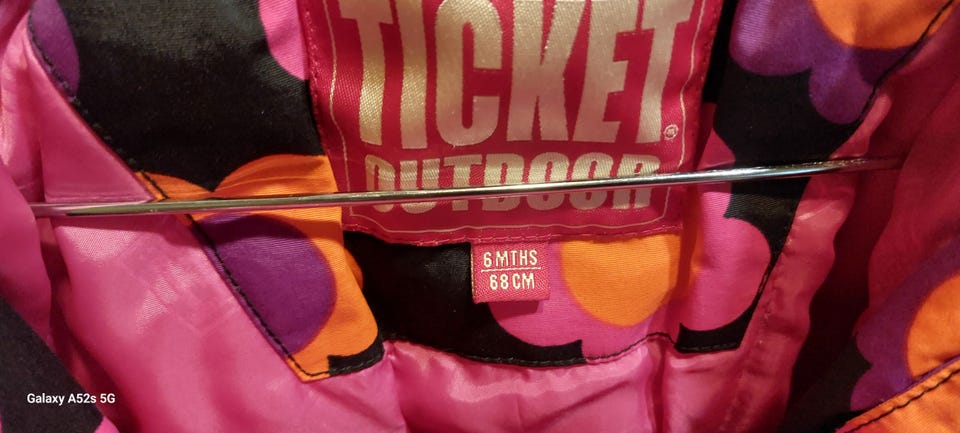 TICKET
OUTDOOR
6 MTHS
68 CM
Galaxy A52s 5G